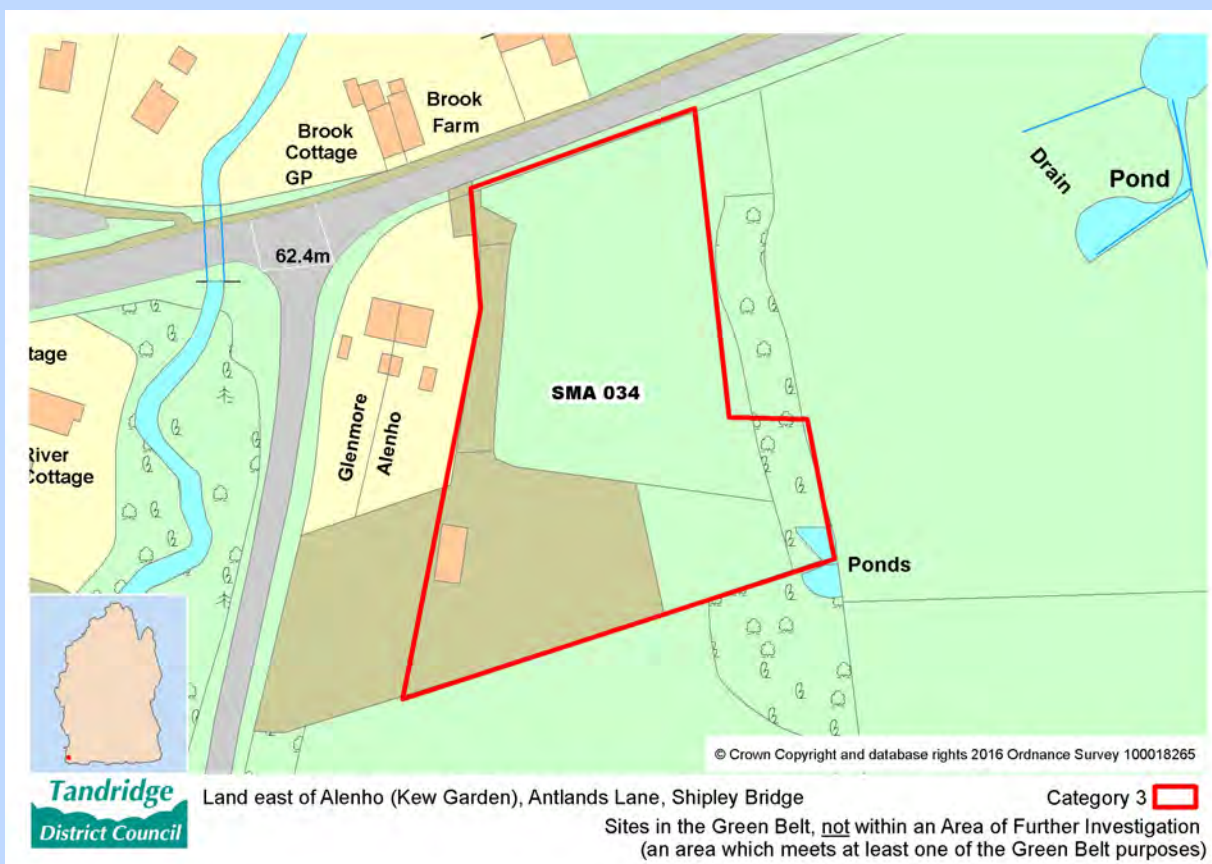 Brook
Farm
Brook
Cottage
GP
Drain
Pond
62.4m
SMA 034
Glenmore
Alenho
tage
River
Cottage
Ponds
© Crown Copyright and database rights 2016 Ordnance Survey 100018265
Tandridge
District Council
Land east of Alenho (Kew Garden), Antlands Lane, Shipley Bridge
Category 3
Sites in the Green Belt, not within an Area of Further Investigation
(an area which meets at least one of the Green Belt purposes)